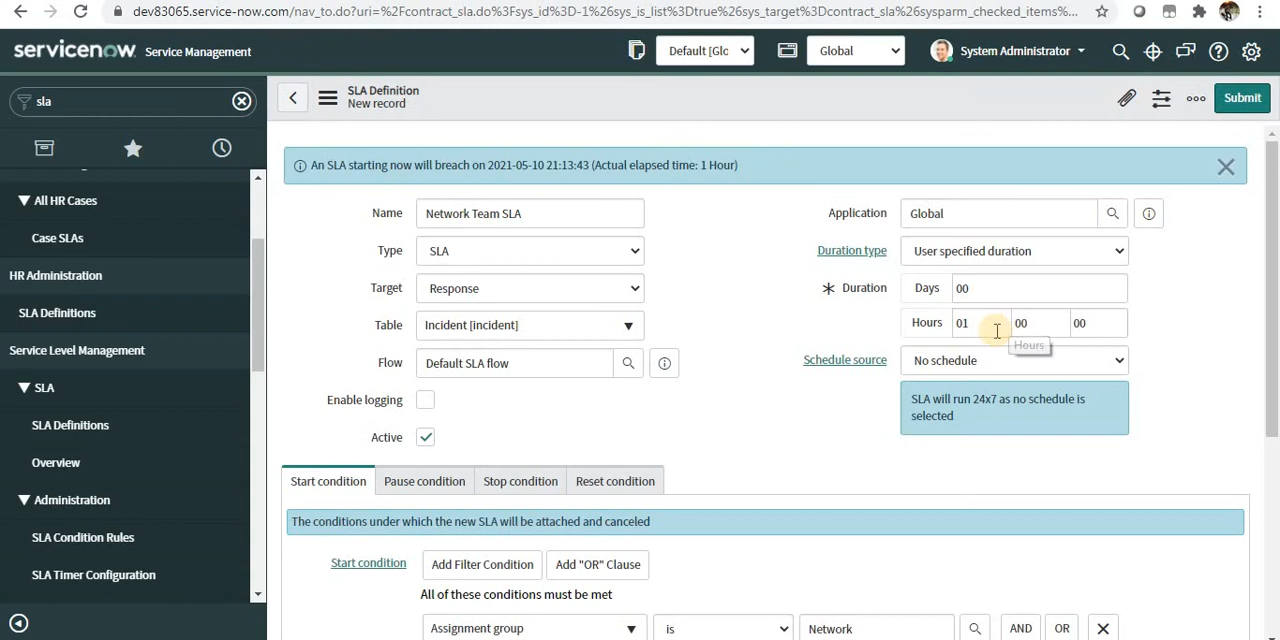 dev83065.service-now.com/nav_to.do?uri=%2Fcontract_sla.do%3Fsys_id%3D-1%26sys_is_list%3Dtrue%26sys_target%3Dcontract_sla%26sysparm_checked_items%...
servicenow Service Management
Default [Glc
Global
System Administrator
sla
SLA Definition
New record
Submit
An SLA starting now will breach on 2021-05-10 21:13:43 (Actual elapsed time: 1 Hour)
All HR Cases
Case SLAs
HR Administration
SLA Definitions
Service Level Management
SLA
SLA Definitions
Overview
Administration
SLA Condition Rules
SLA Timer Configuration
Name Network Team SLA
Type SLA
Target Response
Table Incident [incident]
Flow Default SLA flow
Enable logging
Active
Application Global
Duration type User specified duration
Duration Days 00
Hours 01 00 00
Hours
Schedule source No schedule
SLA will run 24x7 as no schedule is
selected
Start condition Pause condition Stop condition Reset condition
The conditions under which the new SLA will be attached and canceled
Start condition Add Filter Condition Add "OR" Clause
All of these conditions must be met
Assignment group is Network AND OR